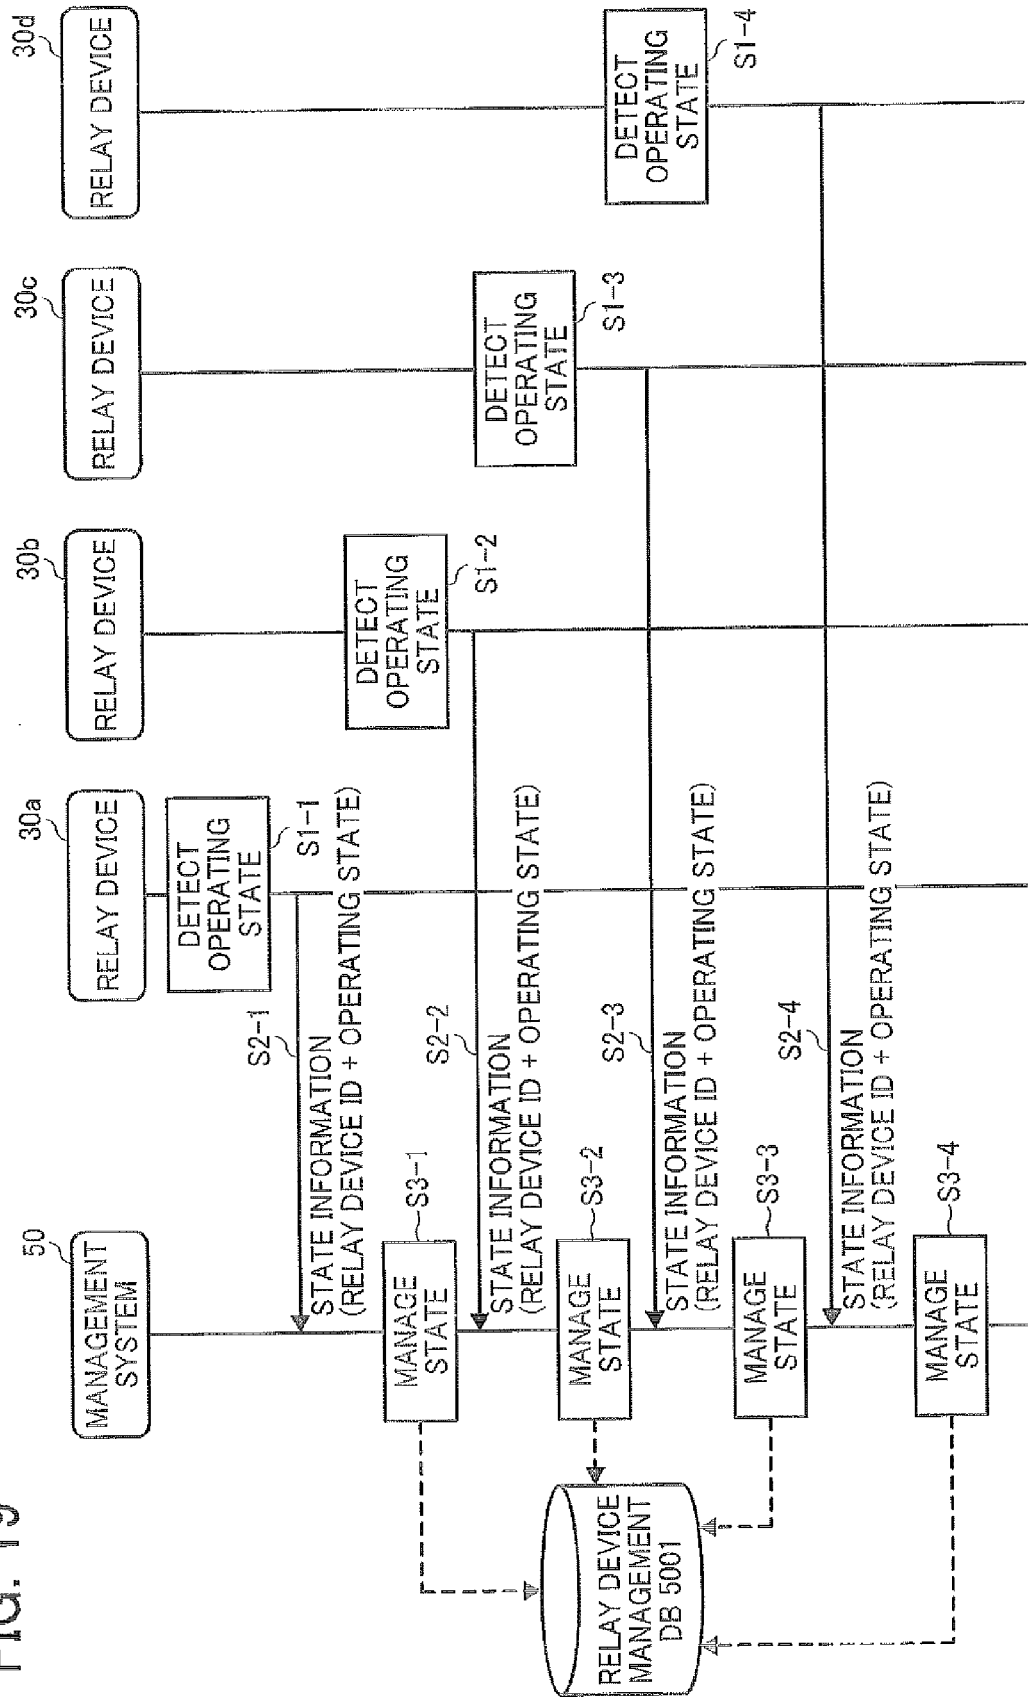 FIG. 19
50
MANAGEMENT
SYSTEM
30a
RELAY DEVICE
30b
RELAY DEVICE
30c
RELAY DEVICE
30d
RELAY DEVICE
DETECT
OPERATING
STATE
S1-1
S2-1
STATE INFORMATION
(RELAY DEVICE ID + OPERATING STATE)
MANAGE
STATE
S3-1
DETECT
OPERATING
STATE
S1-2
S2-2
STATE INFORMATION
(RELAY DEVICE ID + OPERATING STATE)
MANAGE
STATE
S3-2
DETECT
OPERATING
STATE
S1-3
S2-3
STATE INFORMATION
(RELAY DEVICE ID + OPERATING STATE)
MANAGE
STATE
S3-3
DETECT
OPERATING
STATE
S1-4
S2-4
STATE INFORMATION
(RELAY DEVICE ID + OPERATING STATE)
MANAGE
STATE
S3-4
RELAY DEVICE
MANAGEMENT
DB 5001